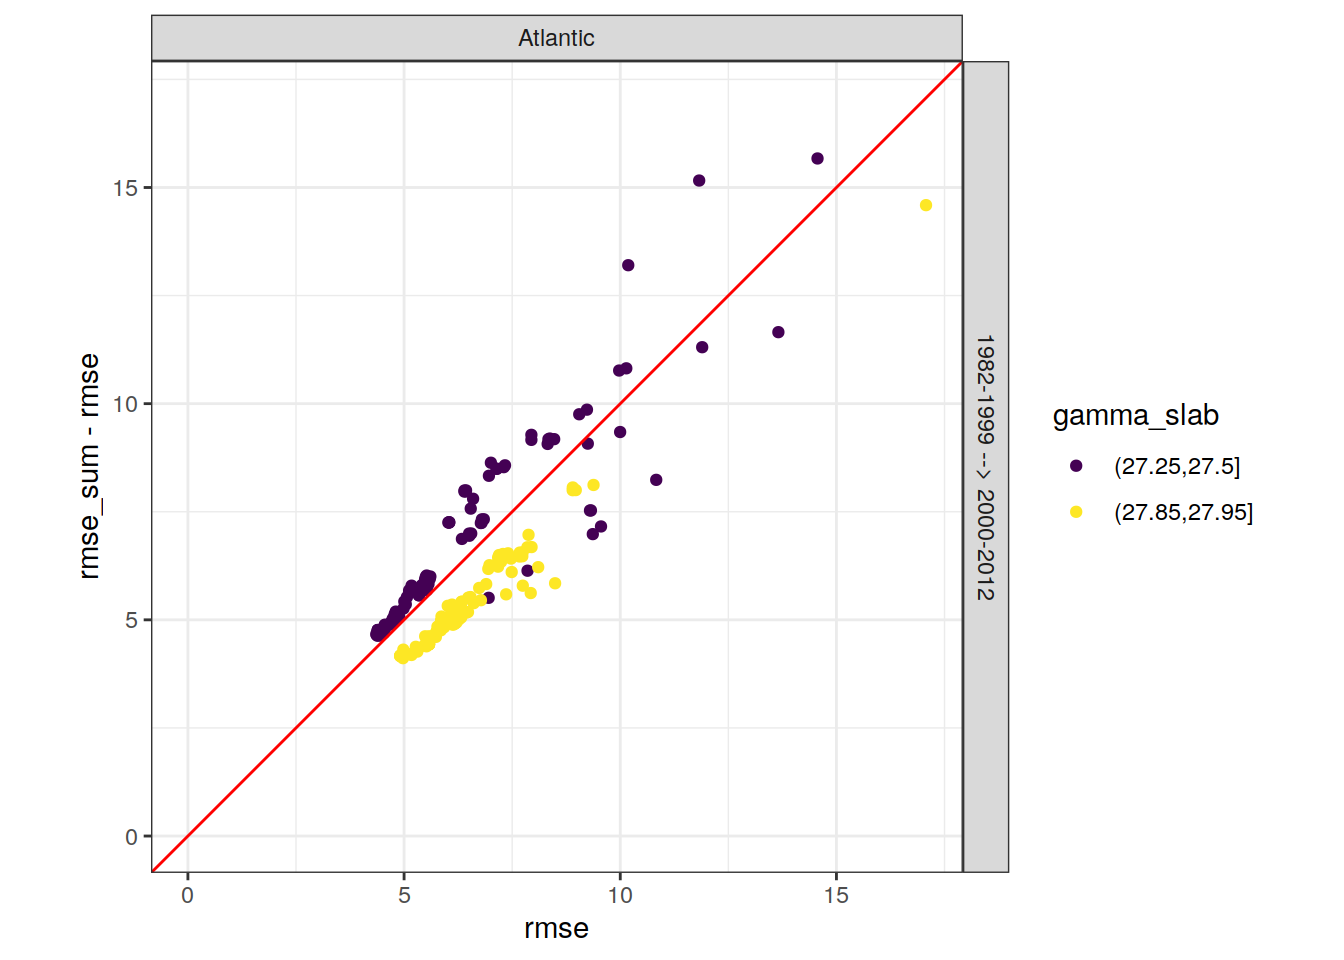 Atlantic
15
10
5
0
0 5 10 15
rmse
rmse_sum - rmse
1982-1999 --> 2000-2012
gamma_slab
(27.25,27.5]
(27.85,27.95]